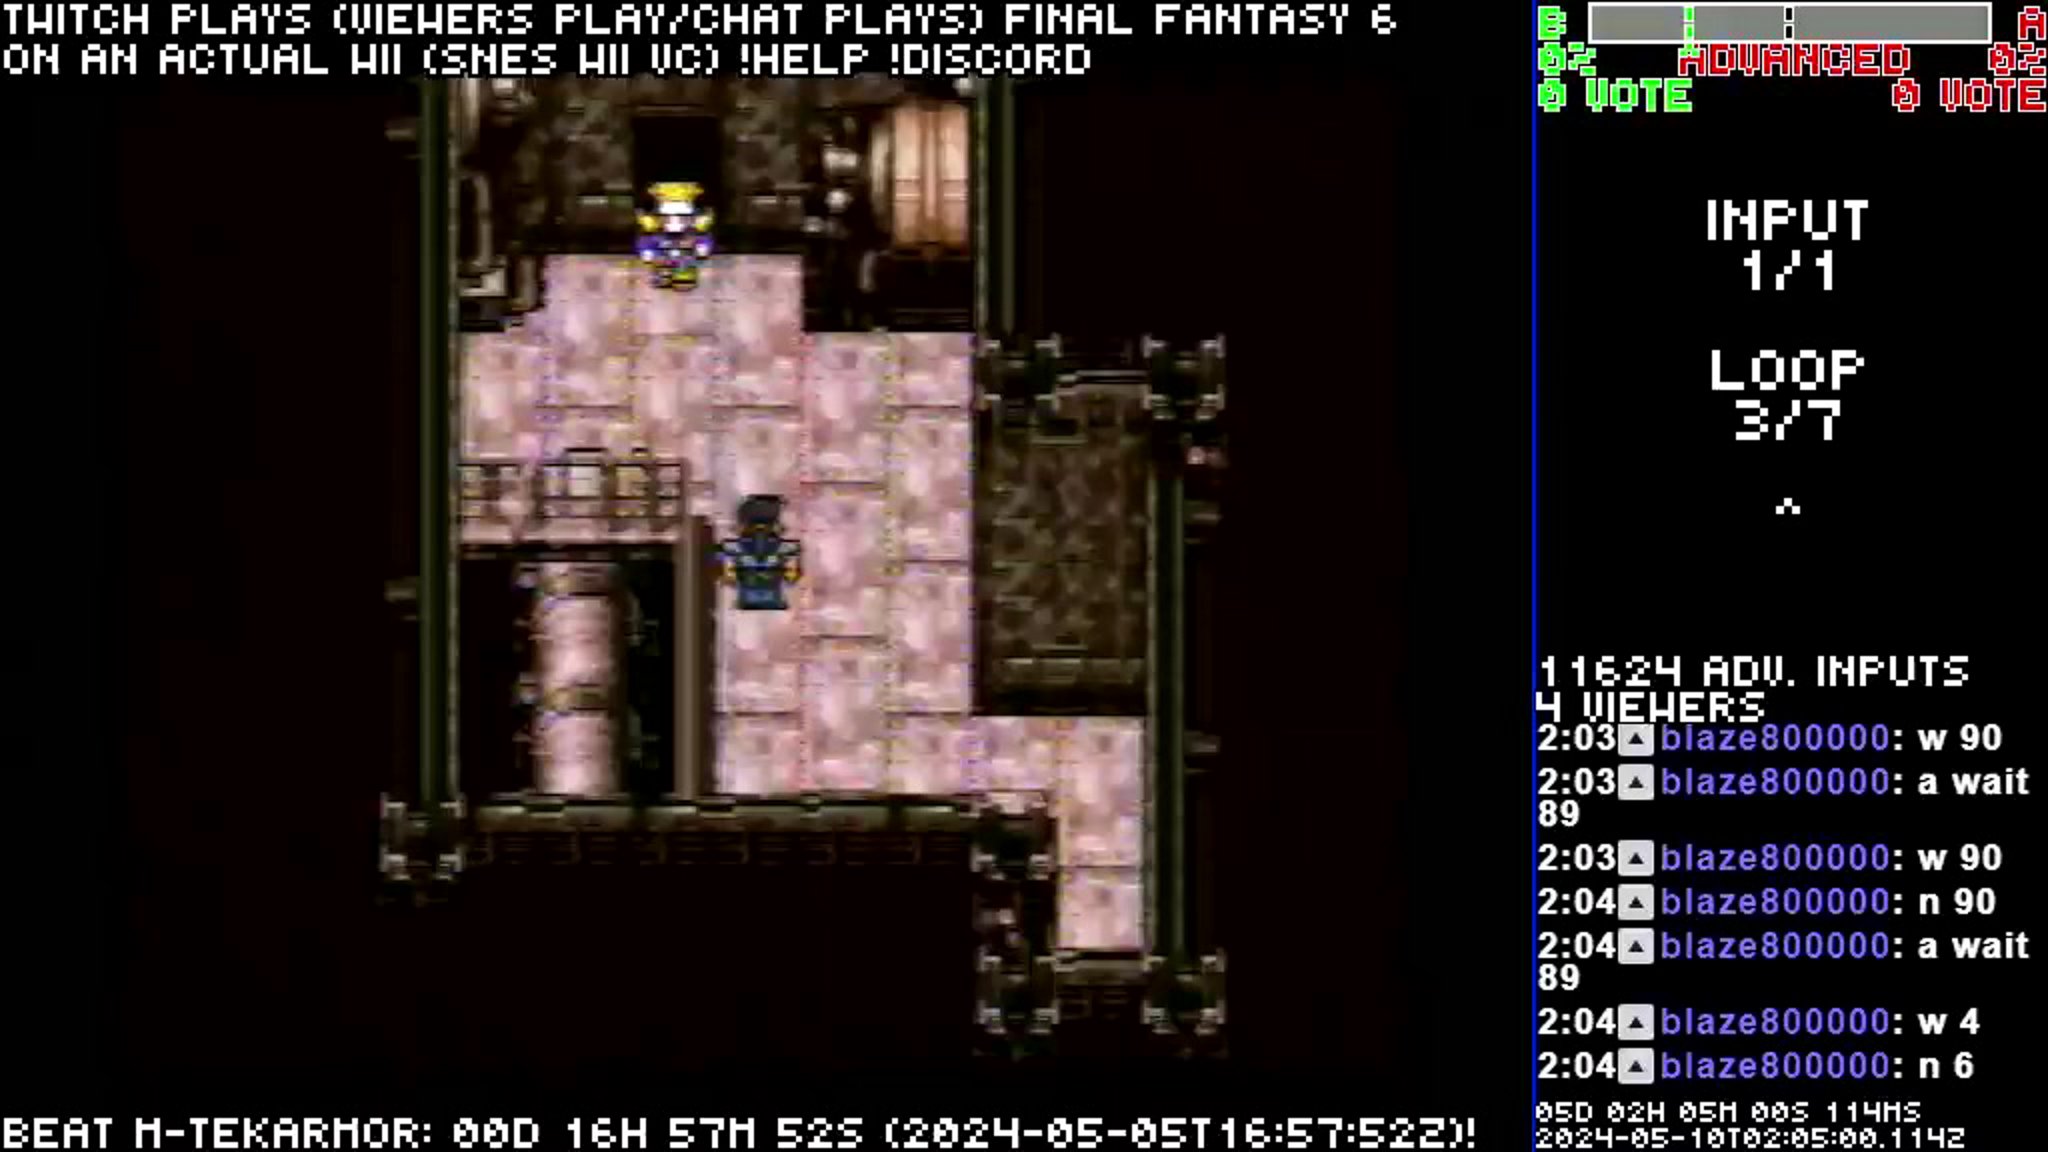 TWITCH PLAYS (VIEWERS PLAY/CHAT PLAYS) FINAL FANTASY 6
ON AN ACTUAL WII (SNES WII VC) !HELP !DISCORD
B A
0% ADVANCED 0%
0 VOTE 0 VOTE
INPUT
1/1
LOOP
3/7
^
11624 ADV. INPUTS
4 VIEWERS
2:03 blaze800000: w 90
2:03 blaze800000: a wait
89
2:03 blaze800000: w 90
2:04 blaze800000: n 90
2:04 blaze800000: a wait
89
2:04 blaze800000: w 4
2:04 blaze800000: n 6
05D 02H 05M 00S 114MS
2024-05-10T02:05:00.114Z
BEAT M-TEKARMOR: 00D 16H 57M 52S (2024-05-05T16:57:52Z)!